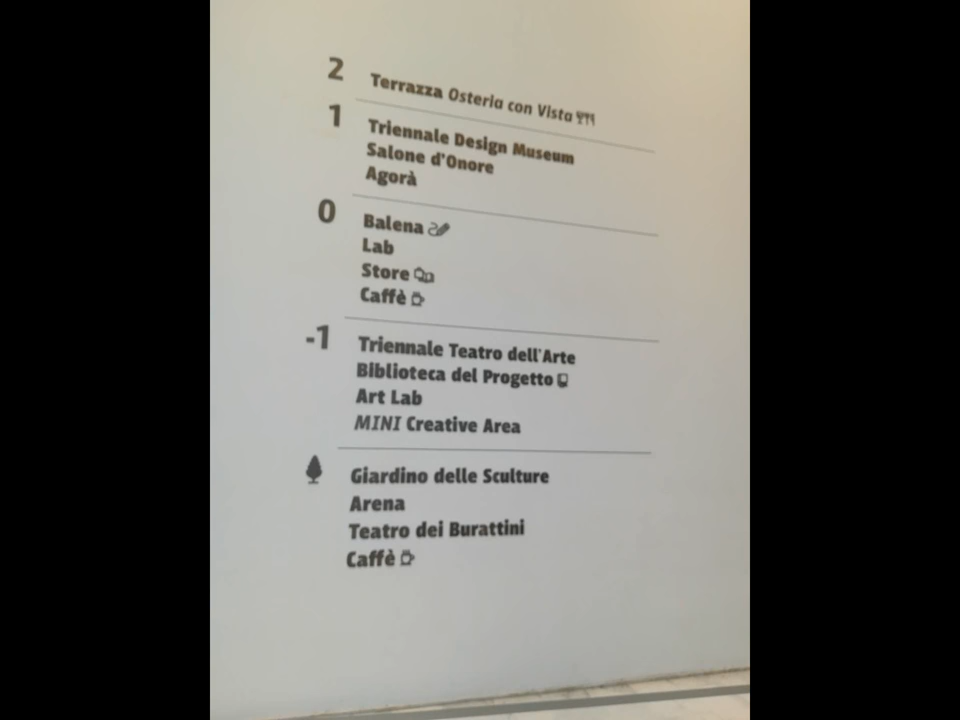 2 Terrazza Osteria con Vista
1 Triennale Design Museum
Salone d'Onore
Agorà
0 Balena
Lab
Store
Caffè
-1 Triennale Teatro dell'Arte
Biblioteca del Progetto
Art Lab
MINI Creative Area
Giardino delle Sculture
Arena
Teatro dei Burattini
Caffè